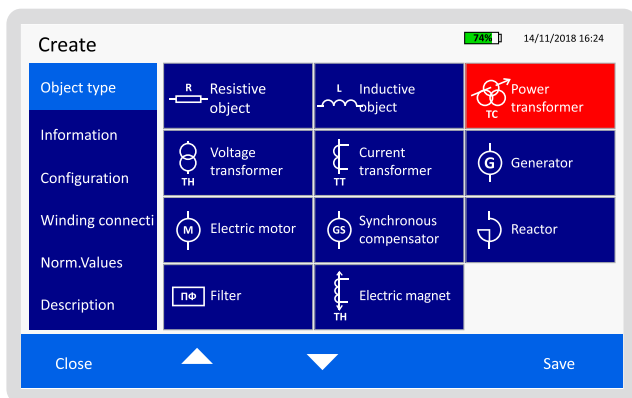 Create
74%
14/11/2018 16:24
Object type
Information
Configuration
Winding connecti
Norm.Values
Description
R
Resistive
object
L
Inductive
object
TC
Power
transformer
TH
Voltage
transformer
TT
Current
transformer
G
Generator
M
Electric motor
GS
Synchronous
compensator
Reactor
ПФ
Filter
TH
Electric magnet
Close
Save